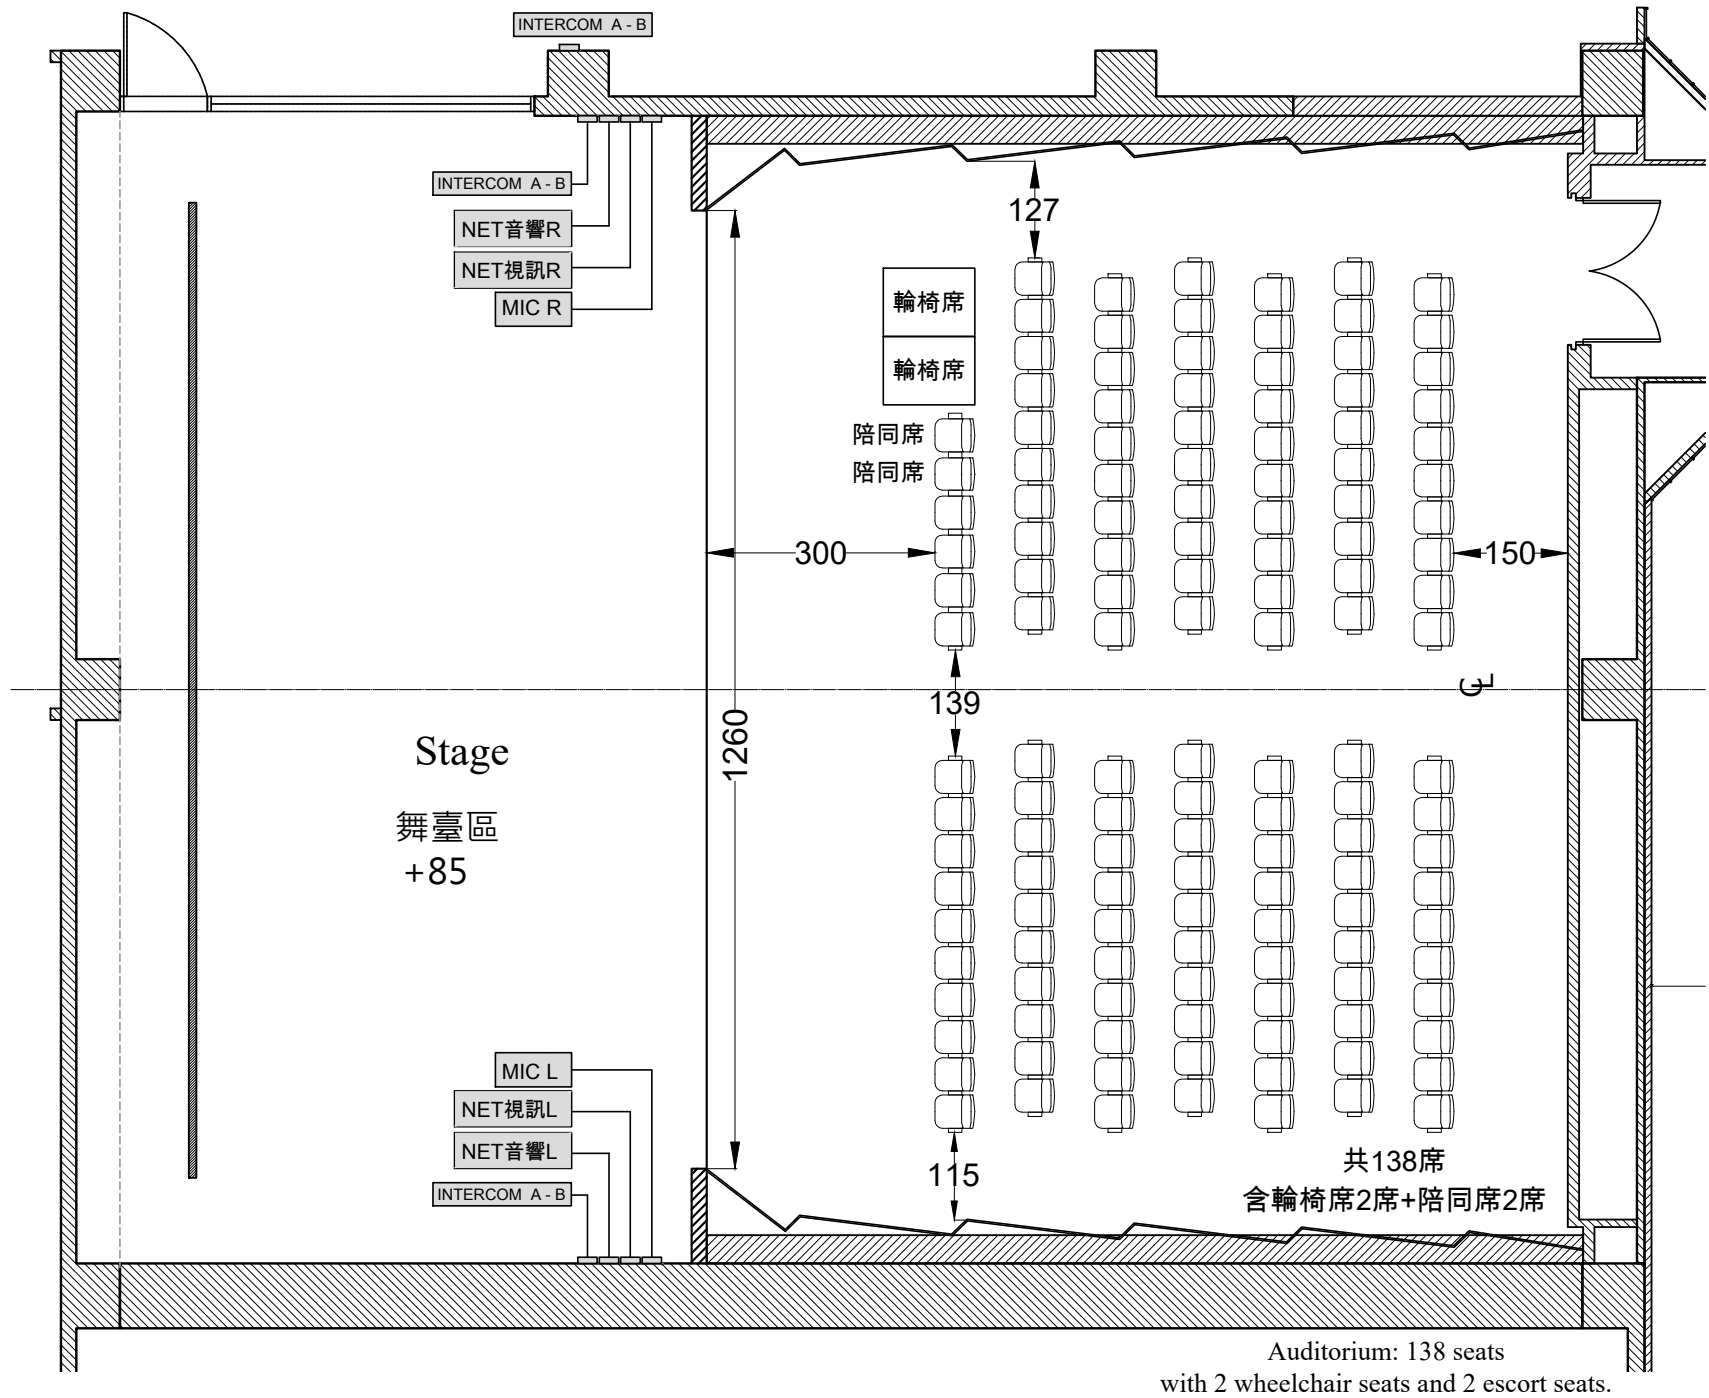 INTERCOM A - B
INTERCOM A - B
NET音響R
NET視訊R
MIC R
127
輪椅席
輪椅席
陪同席
陪同席
300
150
139
CL
1260
Stage
舞臺區
+85
MIC L
NET視訊L
NET音響L
INTERCOM A - B
115
共138席
含輪椅席2席+陪同席2席
Auditorium: 138 seats
with 2 wheelchair seats and 2 escort seats.